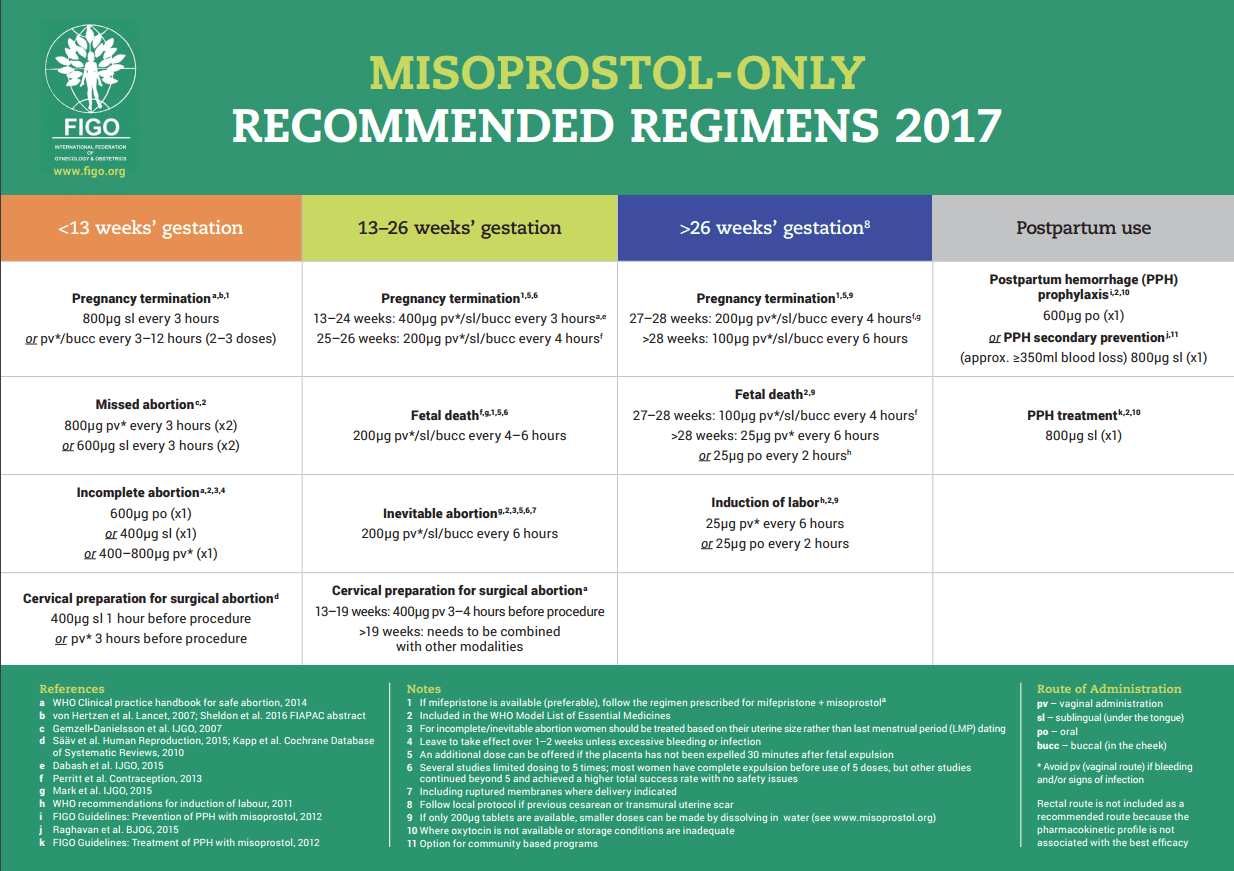 FIGO
INTERNATIONAL FEDERATION
OF
GYNECOLOGY & OBSTETRICS
www.figo.org
MISOPROSTOL-ONLY
RECOMMENDED REGIMENS 2017
<13 weeks’ gestation
13–26 weeks’ gestation
>26 weeks’ gestation8
Postpartum use
Pregnancy terminationa,b,1
800µg sl every 3 hours
or pv*/bucc every 3–12 hours (2–3 doses)
Pregnancy termination1,5,6
13–24 weeks: 400µg pv*/sl/bucc every 3 hoursa,e
25–26 weeks: 200µg pv*/sl/bucc every 4 hoursf
Pregnancy termination1,5,9
27–28 weeks: 200µg pv*/sl/bucc every 4 hoursf,g
>28 weeks: 100µg pv*/sl/bucc every 6 hours
Postpartum hemorrhage (PPH)
prophylaxisi,2,10
600µg po (x1)
or PPH secondary preventionj,11
(approx. ≥350ml blood loss) 800µg sl (x1)
Missed abortionc,2
800µg pv* every 3 hours (x2)
or 600µg sl every 3 hours (x2)
Fetal deathf,g,1,5,6
200µg pv*/sl/bucc every 4–6 hours
Fetal death2,9
27–28 weeks: 100µg pv*/sl/bucc every 4 hoursf
>28 weeks: 25µg pv* every 6 hours
or 25µg po every 2 hoursh
PPH treatmentk,2,10
800µg sl (x1)
Incomplete abortiona,2,3,4
600µg po (x1)
or 400µg sl (x1)
or 400–800µg pv* (x1)
Inevitable abortiong,2,3,5,6,7
200µg pv*/sl/bucc every 6 hours
Induction of laborh,2,9
25µg pv* every 6 hours
or 25µg po every 2 hours
Cervical preparation for surgical abortiond
400µg sl 1 hour before procedure
or pv* 3 hours before procedure
Cervical preparation for surgical abortiona
13–19 weeks: 400µg pv 3–4 hours before procedure
>19 weeks: needs to be combined
with other modalities
References
a WHO Clinical practice handbook for safe abortion, 2014
b von Hertzen et al. Lancet, 2007; Sheldon et al. 2016 FIAPAC abstract
c Gemzell-Danielsson et al. IJGO, 2007
d Sääv et al. Human Reproduction, 2015; Kapp et al. Cochrane Database
of Systematic Reviews, 2010
e Dabash et al. IJGO, 2015
f Perritt et al. Contraception, 2013
g Mark et al. IJGO, 2015
h WHO recommendations for induction of labour, 2011
i FIGO Guidelines: Prevention of PPH with misoprostol, 2012
j Raghavan et al. BJOG, 2015
k FIGO Guidelines: Treatment of PPH with misoprostol, 2012
Notes
1 If mifepristone is available (preferable), follow the regimen prescribed for mifepristone + misoprostola
2 Included in the WHO Model List of Essential Medicines
3 For incomplete/inevitable abortion women should be treated based on their uterine size rather than last menstrual period (LMP) dating
4 Leave to take effect over 1–2 weeks unless excessive bleeding or infection
5 An additional dose can be offered if the placenta has not been expelled 30 minutes after fetal expulsion
6 Several studies limited dosing to 5 times; most women have complete expulsion before use of 5 doses, but other studies
continued beyond 5 and achieved a higher total success rate with no safety issues
7 Including ruptured membranes where delivery indicated
8 Follow local protocol if previous cesarean or transmural uterine scar
9 If only 200µg tablets are available, smaller doses can be made by dissolving in water (see www.misoprostol.org)
10 Where oxytocin is not available or storage conditions are inadequate
11 Option for community based programs
Route of Administration
pv – vaginal administration
sl – sublingual (under the tongue)
po – oral
bucc – buccal (in the cheek)
* Avoid pv (vaginal route) if bleeding
and/or signs of infection
Rectal route is not included as a
recommended route because the
pharmacokinetic profile is not
associated with the best efficacy